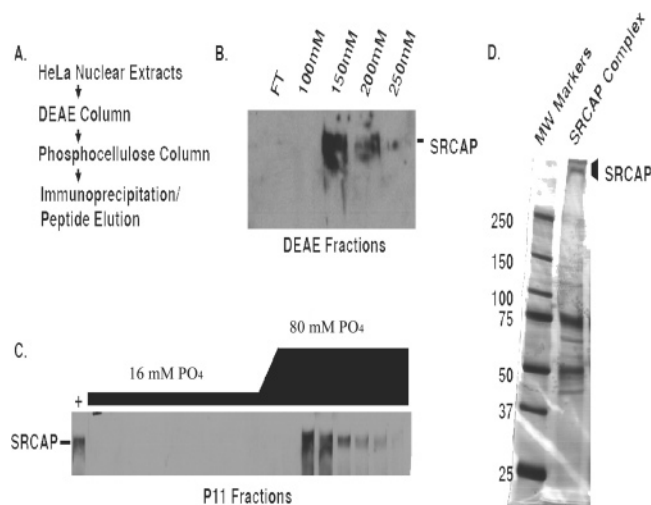 A.
HeLa Nuclear Extracts
DEAE Column
Phosphocellulose Column
Immunoprecipitation/
Peptide Elution
B.
FT
100mM
150mM
200mM
250mM
SRCAP
DEAE Fractions
C.
16 mM PO₄
80 mM PO₄
+
SRCAP
P11 Fractions
D.
MW Markers
SRCAP Complex
SRCAP
250
150
100
75
50
37
25